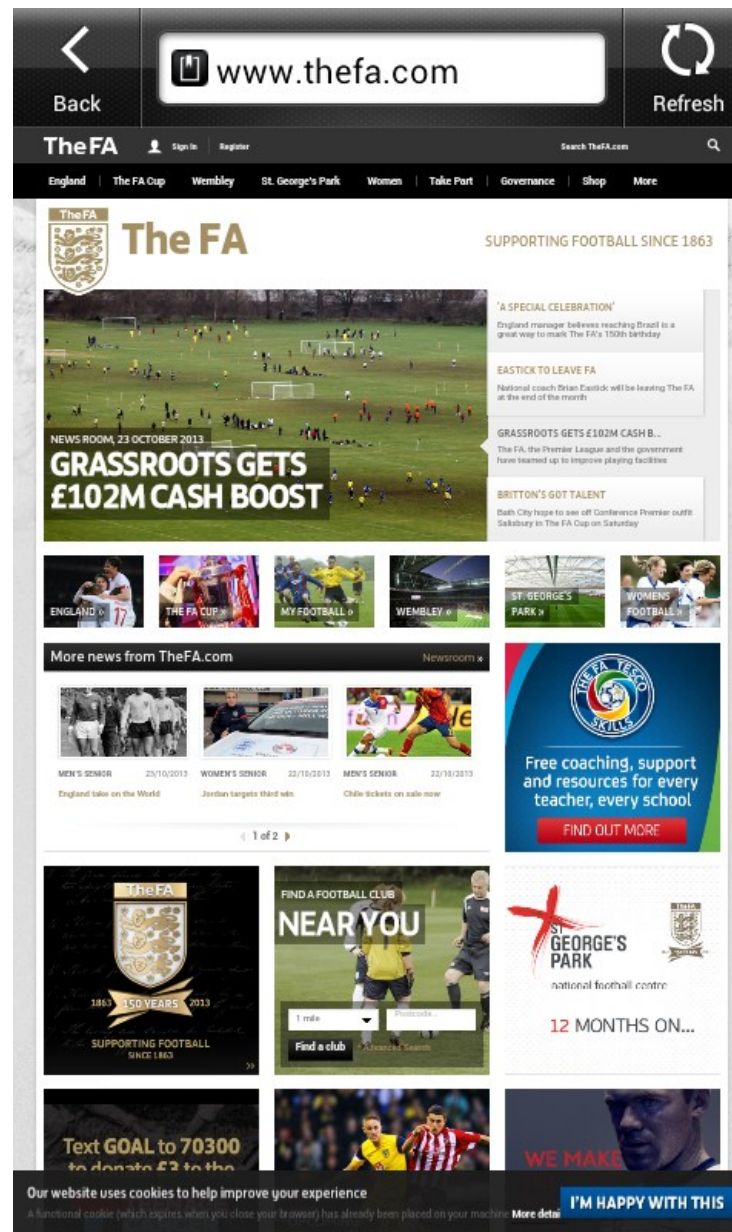 www.thefa.com
Back
Refresh
TheFA
Sign In
Register
Search TheFA.com
England
The FA Cup
Wembley
St. George's Park
Women
Take Part
Governance
Shop
More
TheFA
The FA
SUPPORTING FOOTBALL SINCE 1863
NEWS ROOM, 23 OCTOBER 2013
GRASSROOTS GETS
£102M CASH BOOST
'A SPECIAL CELEBRATION'
England manager believes reaching Brazil is a
great way to mark The FA's 150th birthday
EASTICK TO LEAVE FA
National coach Brian Eastick will be leaving The FA
at the end of the month
GRASSROOTS GETS £102M CASH B...
The FA, the Premier League and the government
have teamed up to improve playing facilities
BRITTON'S GOT TALENT
Bath City hope to see off Conference Premier outfit
Salisbury in The FA Cup on Saturday
ENGLAND »
17
THE FA CUP »
MY FOOTBALL »
WEMBLEY »
ST. GEORGE'S
PARK »
WOMENS
FOOTBALL »
More news from TheFA.com
Newsroom »
MEN'S SENIOR 23/10/2013
England take on the World
WOMEN'S SENIOR 22/10/2013
Jordan targets third win
MEN'S SENIOR 22/10/2013
Chile tickets on sale now
1 of 2
THE FA TESCO
SKILLS
Free coaching, support
and resources for every
teacher, every school
FIND OUT MORE
TheFA
1863 150 YEARS 2013
SUPPORTING FOOTBALL
SINCE 1863
»
FIND A FOOTBALL CLUB
NEAR YOU
1 mile
Postcode...
Find a club
+ Advanced Search
ST
GEORGE'S
PARK
national football centre
12 MONTHS ON...
Text GOAL to 70300
to donate £3 to the
WE MAKE
Our website uses cookies to help improve your experience
A functional cookie (which expires when you close your browser) has already been placed on your machine More detai
I'M HAPPY WITH THIS